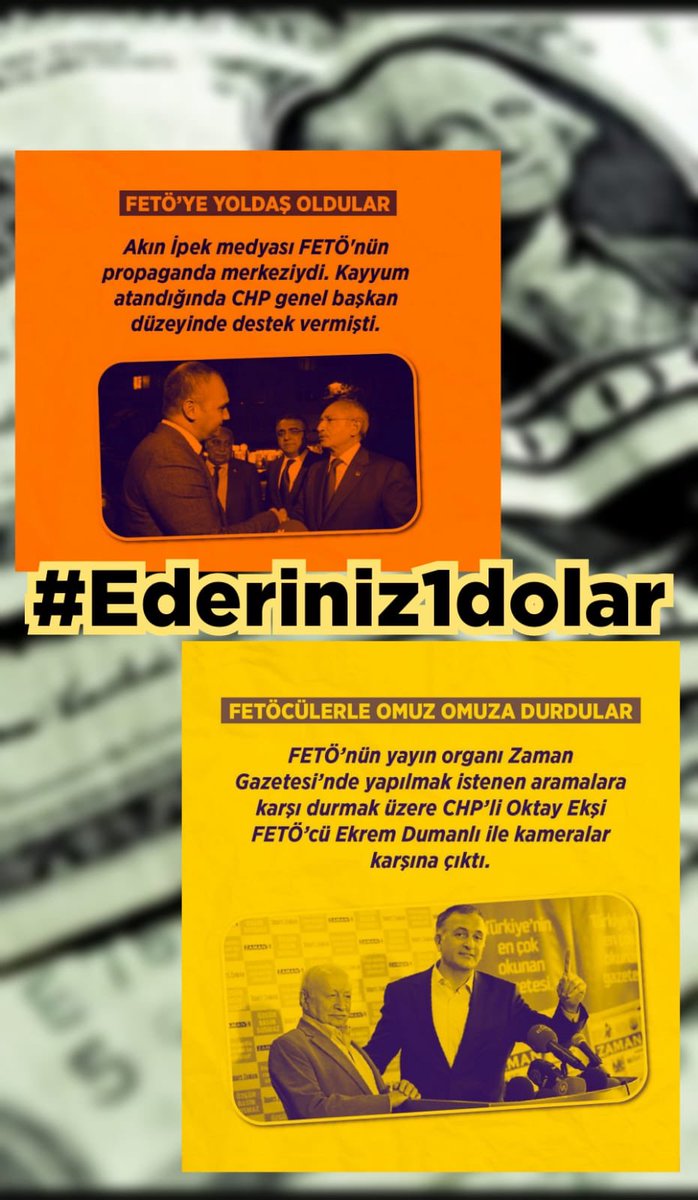 FETÖ'YE YOLDAŞ OLDULAR
Akın İpek medyası FETÖ'nün
propaganda merkeziydi. Kayyum
atandığında CHP genel başkan
düzeyinde destek vermişti.
#Ederiniz1dolar
FETÖCÜLERLE OMUZ OMUZA DURDULAR
FETÖ’nün yayın organı Zaman
Gazetesi’nde yapılmak istenen aramalara
karşı durmak üzere CHP’li Oktay Ekşi
FETÖ’cü Ekrem Dumanlı ile kameralar
karşına çıktı.
Türkiye'nin
en çok
okunan
gazetesi
ZAMAN